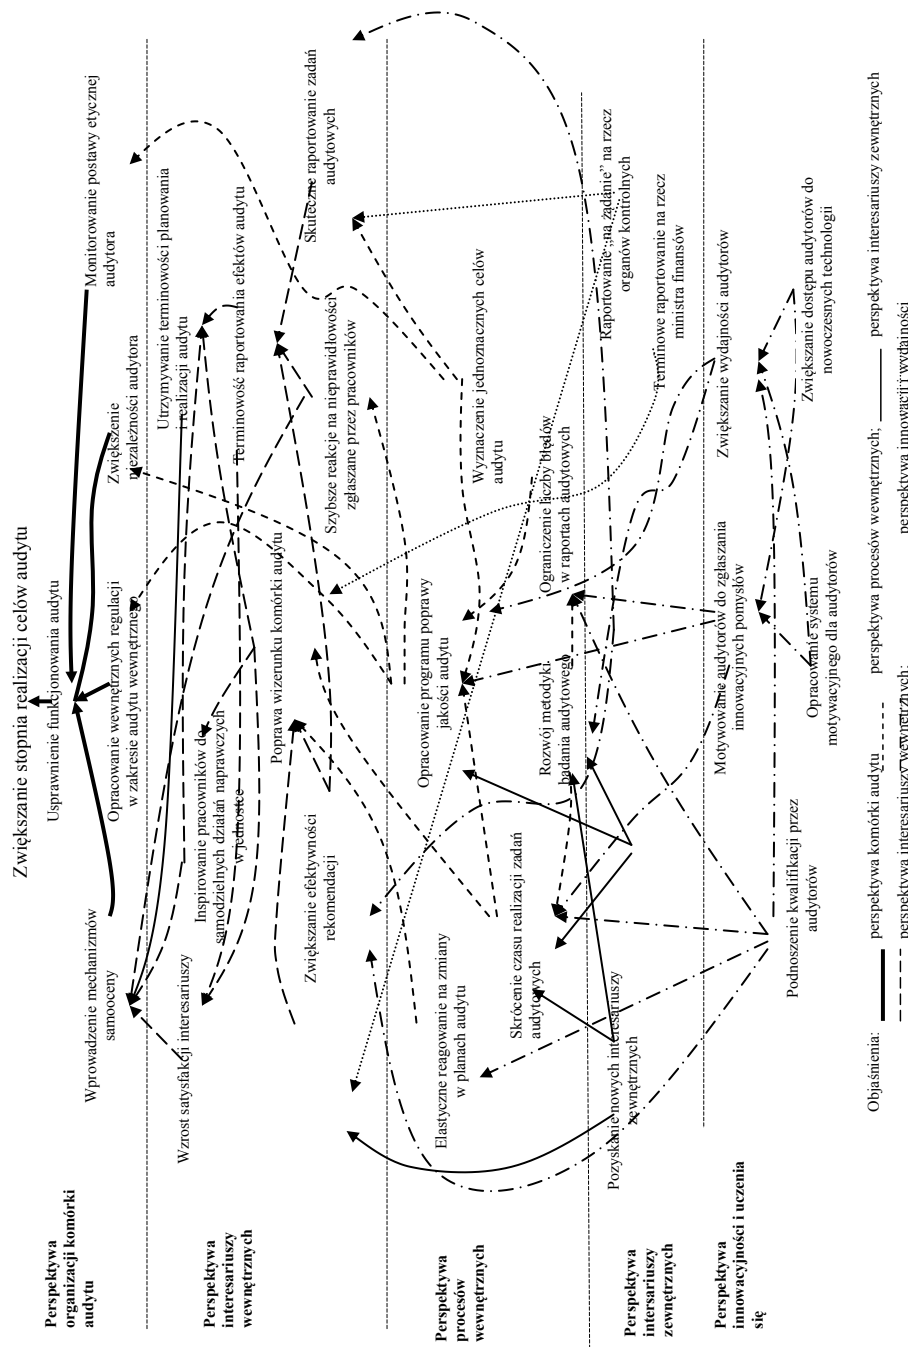 Zwiększanie stopnia realizacji celów audytu
Perspektywa
organizacji komórki
audytu
Usprawnienie funkcjonowania audytu
Wprowadzenie mechanizmów
samooceny
Opracowanie wewnętrznych regulacji
w zakresie audytu wewnętrznego
Zwiększenie
niezależności audytora
Monitorowanie postawy etycznej
audytora
Perspektywa
interesariuszy
wewnętrznych
Wzrost satysfakcji interesariuszy
Inspirowanie pracowników do
samodzielnych działań naprawczych
w jednostce
Utrzymywanie terminowości planowania
i realizacji audytu
Terminowość raportowania efektów audytu
Poprawa wizerunku komórki audytu
Zwiększanie efektywności
rekomendacji
Szybsze reakcje na nieprawidłowości
zgłaszane przez pracowników
Skuteczne raportowanie zadań
audytowych
Perspektywa
procesów
wewnętrznych
Elastyczne reagowanie na zmiany
w planach audytu
Opracowanie programu poprawy
jakości audytu
Wyznaczenie jednoznacznych celów
audytu
Skrócenie czasu realizacji zadań
audytowych
Rozwój metodyki
badania audytowego
Ograniczenie liczby błędów
w raportach audytowych
Perspektywa
intersariuszy
zewnętrznych
Pozyskanie nowych interesariuszy
zewnętrznych
Raportowanie „na żądanie” na rzecz
organów kontrolnych
Terminowe raportowanie na rzecz
ministra finansów
Perspektywa
innowacyjności i uczenia
się
Motywowanie audytorów do zgłaszania
innowacyjnych pomysłów
Zwiększanie wydajności audytorów
Podnoszenie kwalifikacji przez
audytorów
Opracowanie systemu
motywacyjnego dla audytorów
Zwiększanie dostępu audytorów do
nowoczesnych technologii
Objaśnienia: perspektywa komórki audytu perspektywa procesów wewnętrznych; perspektywa interesariuszy zewnętrznych
perspektywa interesariuszy wewnętrznych; perspektywa innowacji i wydajności